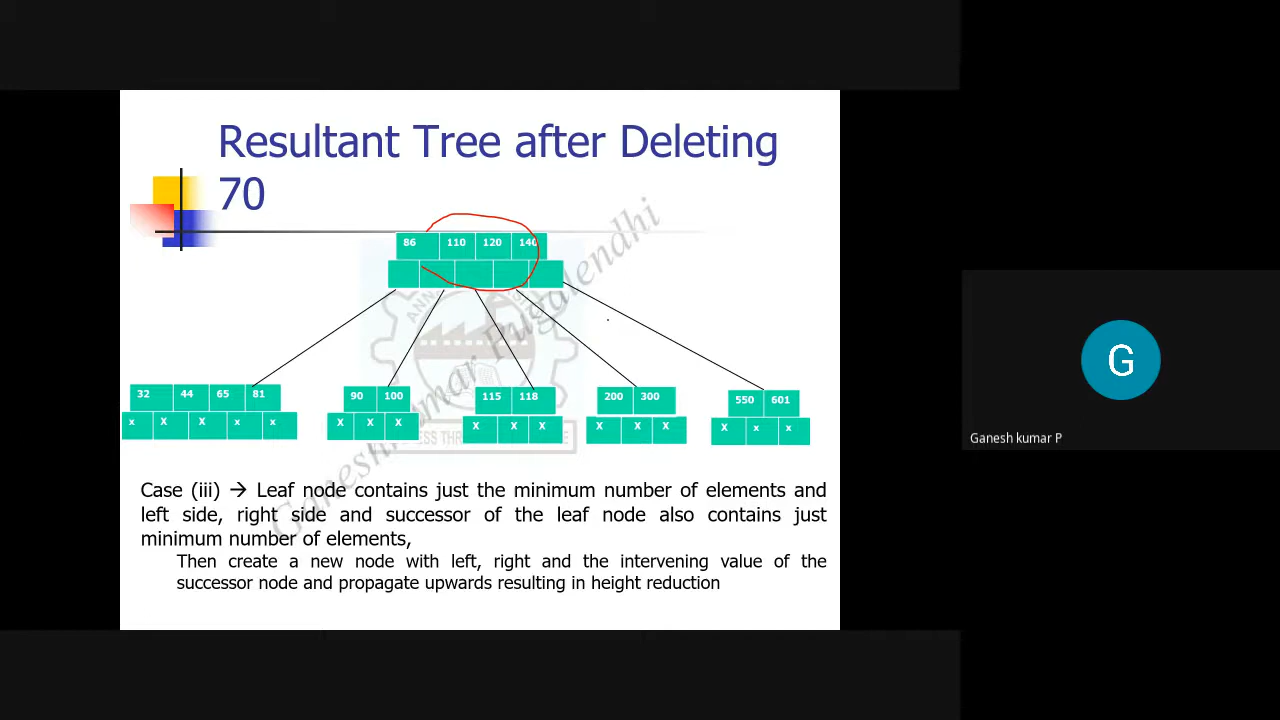 Resultant Tree after Deleting
70
86 110 120 140
32 44 65 81 90 100 115 118 200 300 550 601
x X X x x X X X X X X X X X X x x
Case (iii) → Leaf node contains just the minimum number of elements and
left side, right side and successor of the leaf node also contains just
minimum number of elements,
Then create a new node with left, right and the intervening value of the
successor node and propagate upwards resulting in height reduction
Ganeshkumar Pugalendhi
G
Ganesh kumar P